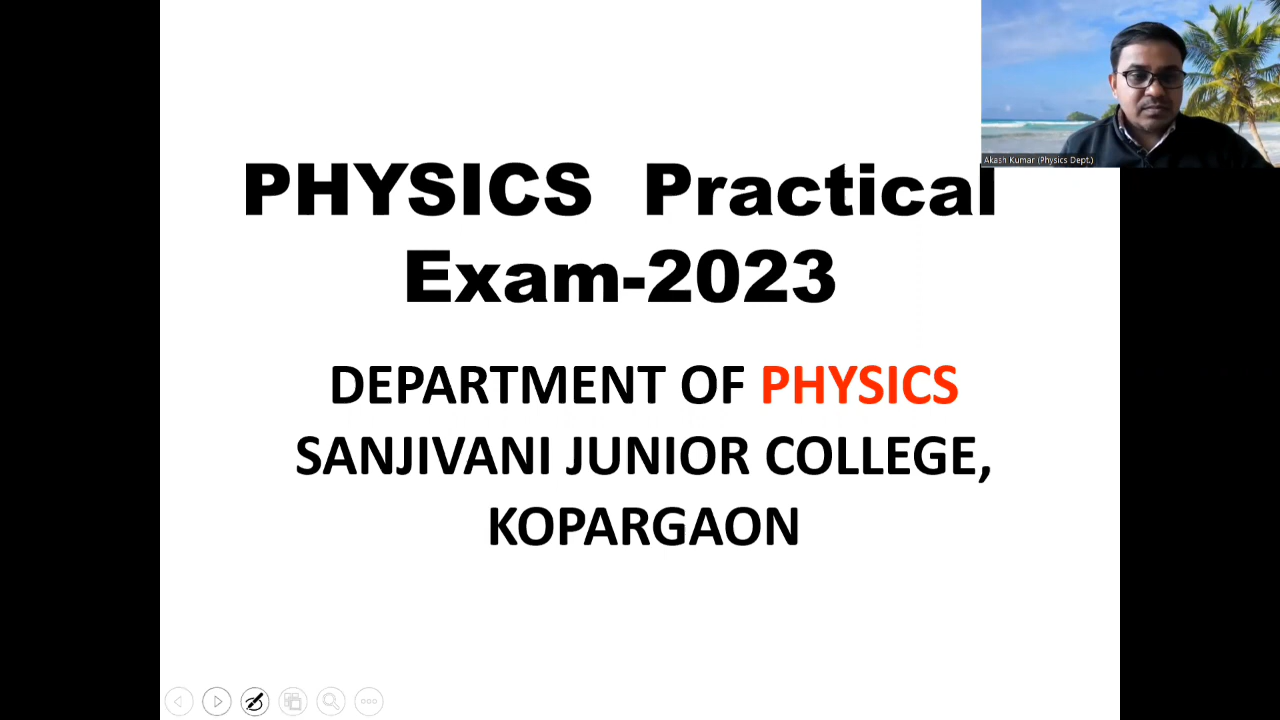 Akash Kumar (Physics Dept.)
PHYSICS Practical
Exam-2023
DEPARTMENT OF PHYSICS
SANJIVANI JUNIOR COLLEGE,
KOPARGAON